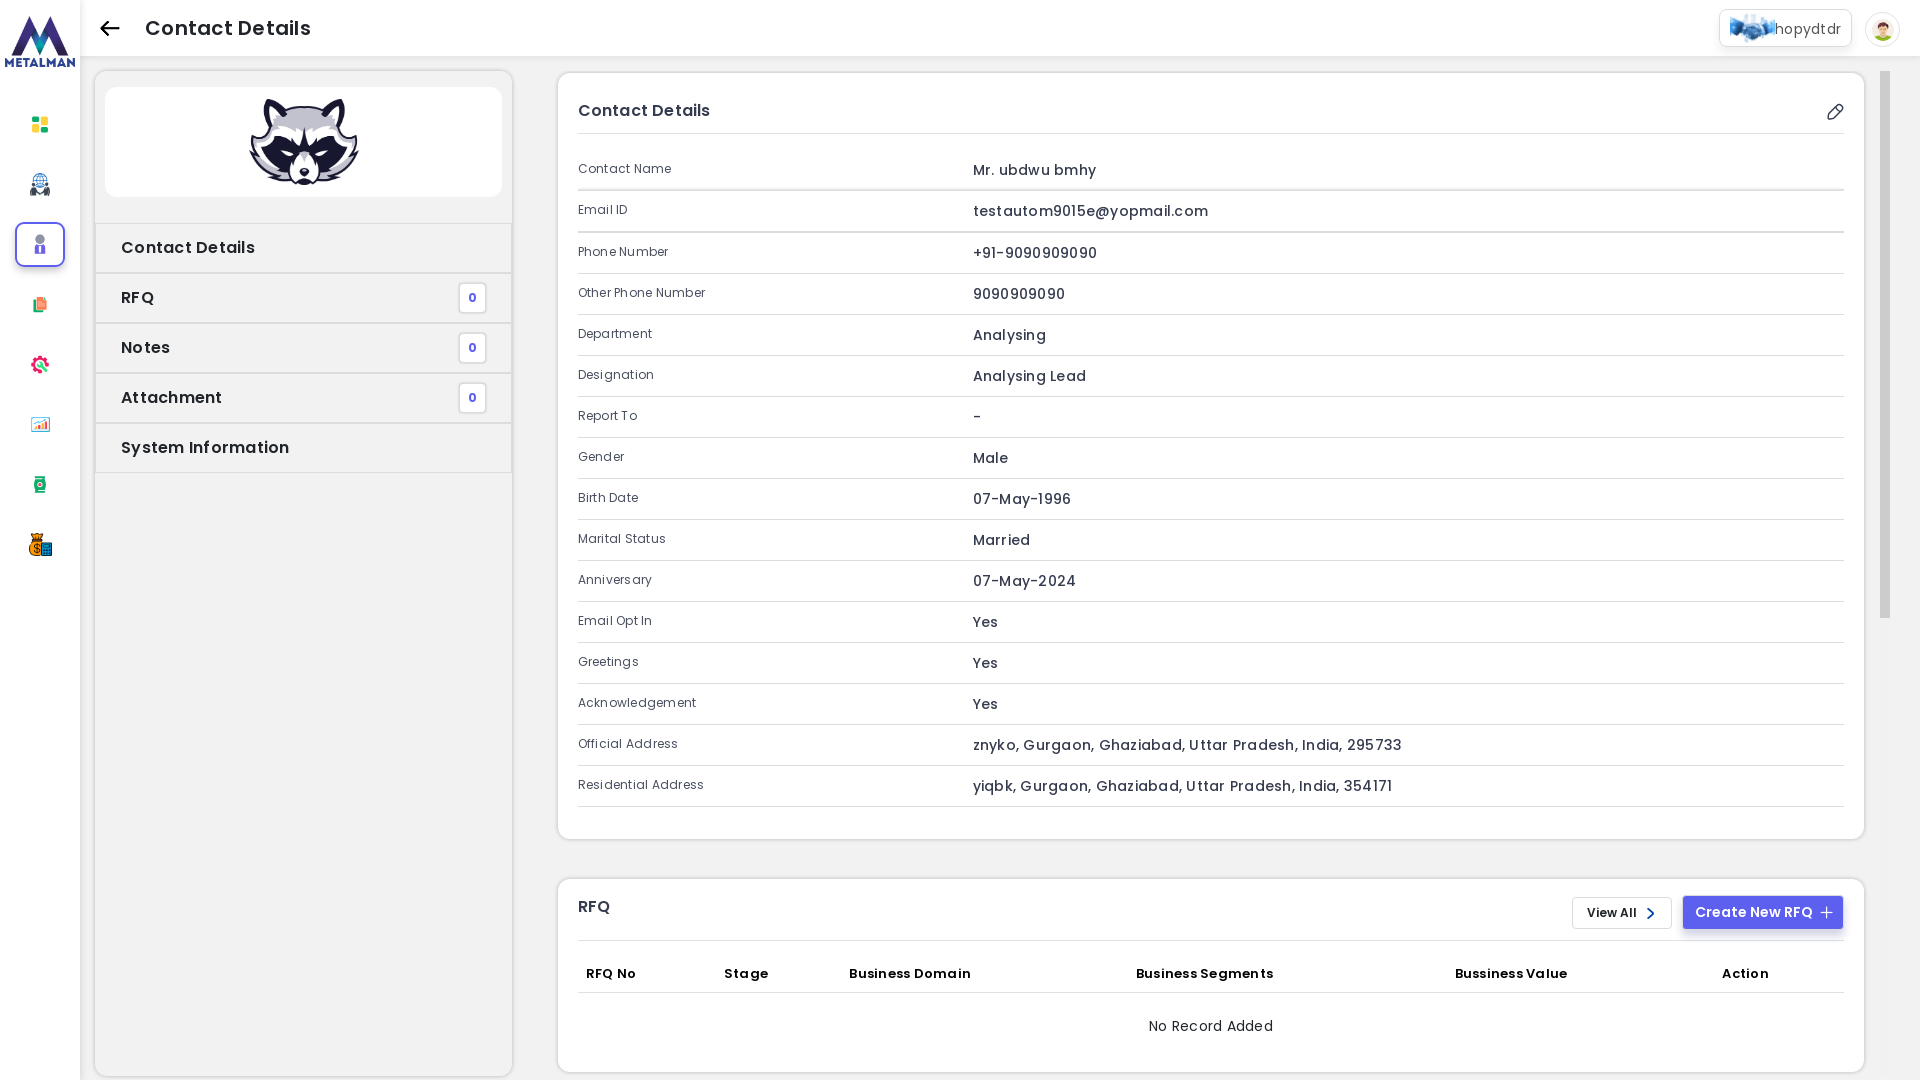 METALMAN
Contact Details
hopydtdr
Contact Details
RFQ 0
Notes 0
Attachment 0
System Information
Contact Details
Contact Name Mr. ubdwu bmhy
Email ID testautom9015e@yopmail.com
Phone Number +91-9090909090
Other Phone Number 9090909090
Department Analysing
Designation Analysing Lead
Report To -
Gender Male
Birth Date 07-May-1996
Marital Status Married
Anniversary 07-May-2024
Email Opt In Yes
Greetings Yes
Acknowledgement Yes
Official Address znyko, Gurgaon, Ghaziabad, Uttar Pradesh, India, 295733
Residential Address yiqbk, Gurgaon, Ghaziabad, Uttar Pradesh, India, 354171
RFQ View All Create New RFQ
RFQ No Stage Business Domain Business Segments Bussiness Value Action
No Record Added